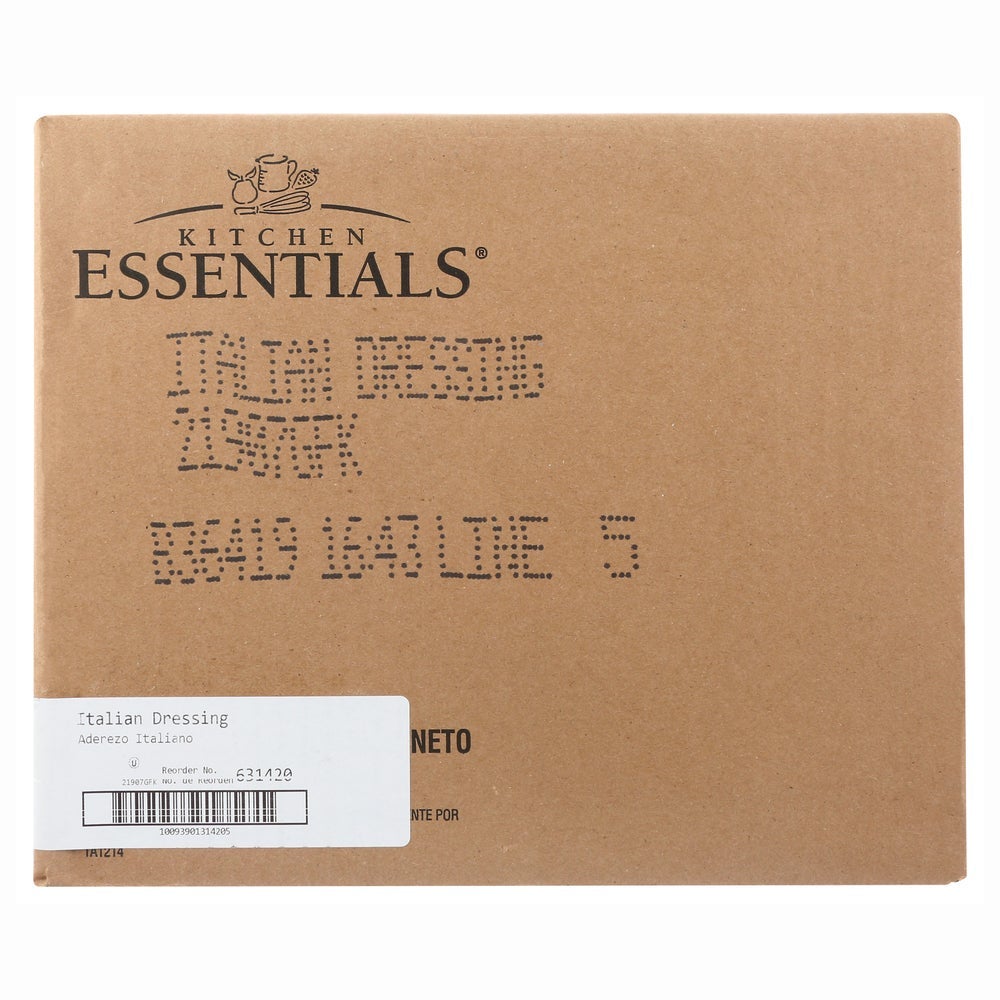 KITCHEN
ESSENTIALS®
ITALIAN DRESSING
21907GFK
836419 1643 LINE 5
Italian Dressing
Aderezo Italiano
NETO
U
Reorder No.
21907GFK No. de Reorden 631420
10093901314205
NTE POR
1A1214